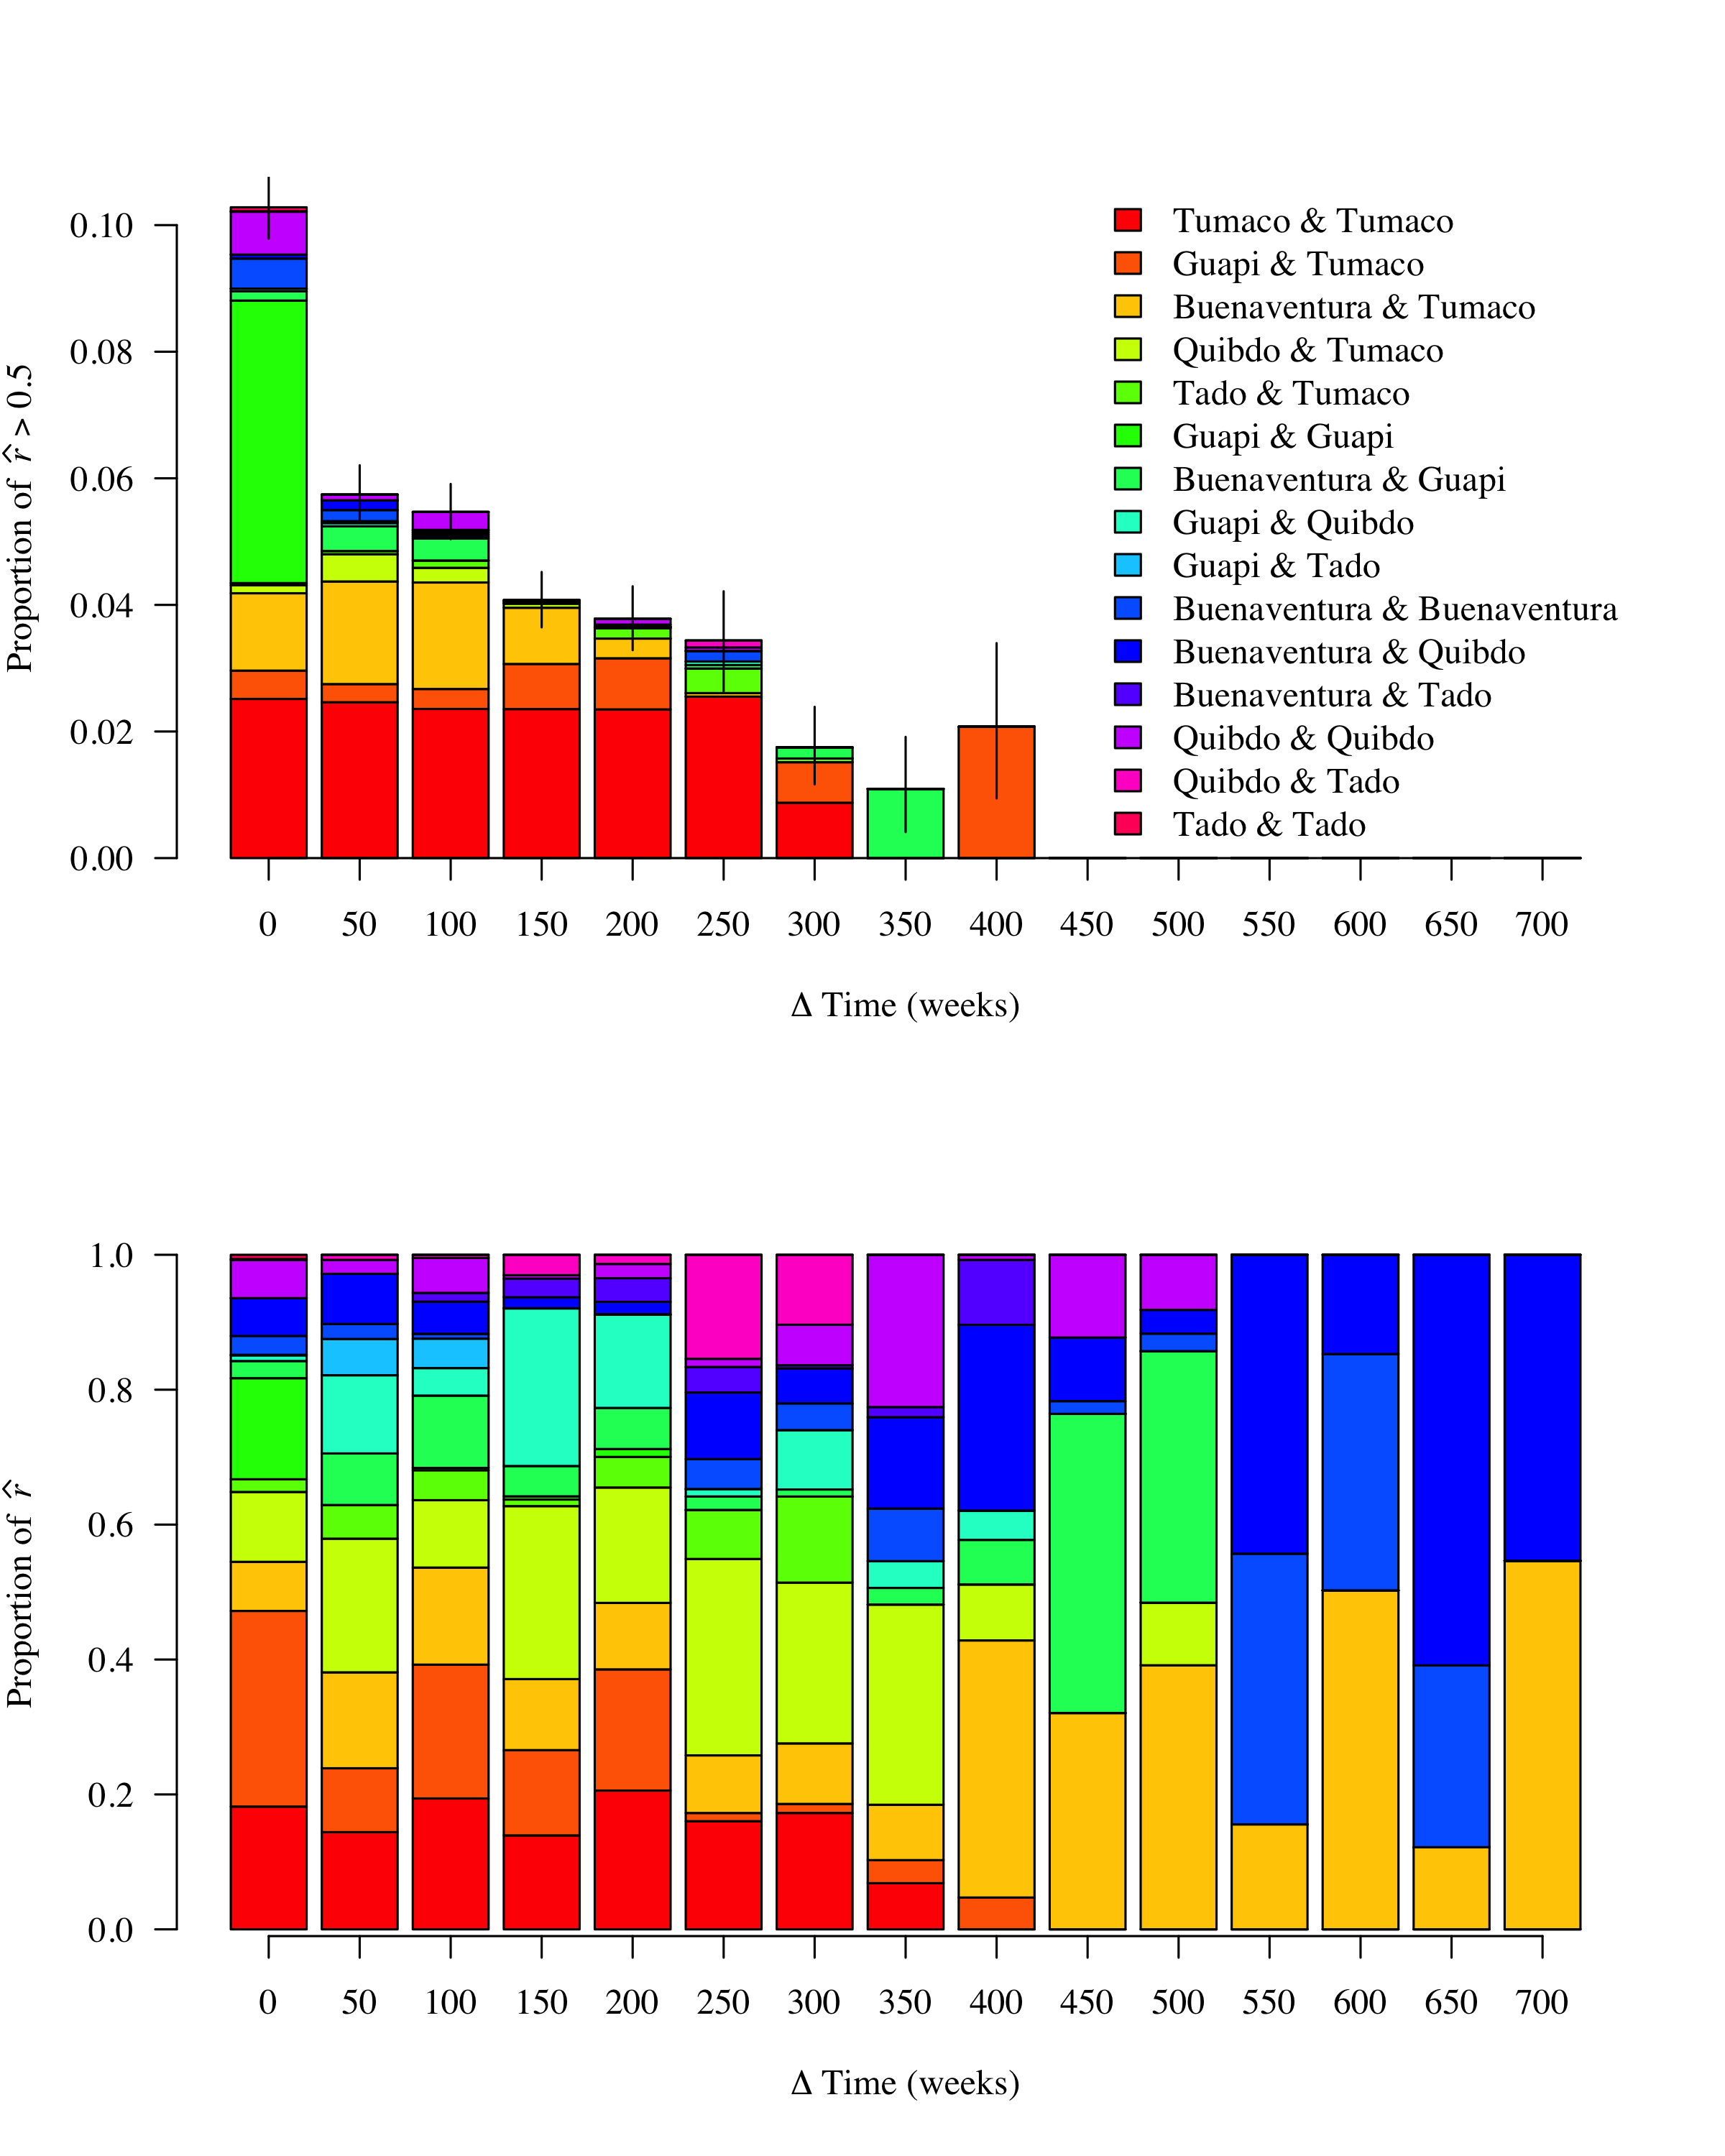 Proportion of r̂ > 0.5
0.10
0.08
0.06
0.04
0.02
0.00
Tumaco & Tumaco
Guapi & Tumaco
Buenaventura & Tumaco
Quibdo & Tumaco
Tado & Tumaco
Guapi & Guapi
Buenaventura & Guapi
Guapi & Quibdo
Guapi & Tado
Buenaventura & Buenaventura
Buenaventura & Quibdo
Buenaventura & Tado
Quibdo & Quibdo
Quibdo & Tado
Tado & Tado
0 50 100 150 200 250 300 350 400 450 500 550 600 650 700
Δ Time (weeks)
Proportion of r̂
1.0
0.8
0.6
0.4
0.2
0.0
0 50 100 150 200 250 300 350 400 450 500 550 600 650 700
Δ Time (weeks)